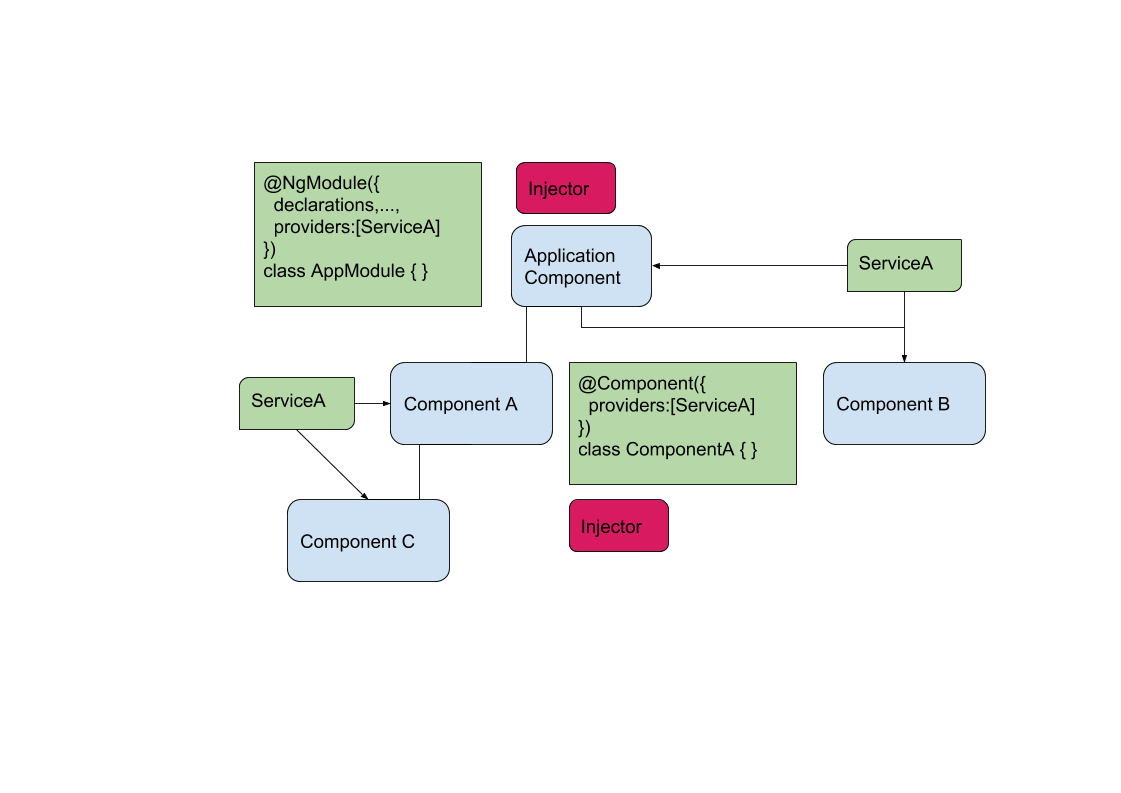 @NgModule({
declarations,...,
providers:[ServiceA]
})
class AppModule { }
Injector
Application
Component
ServiceA
ServiceA
Component A
@Component({
providers:[ServiceA]
})
class ComponentA { }
Component B
Component C
Injector